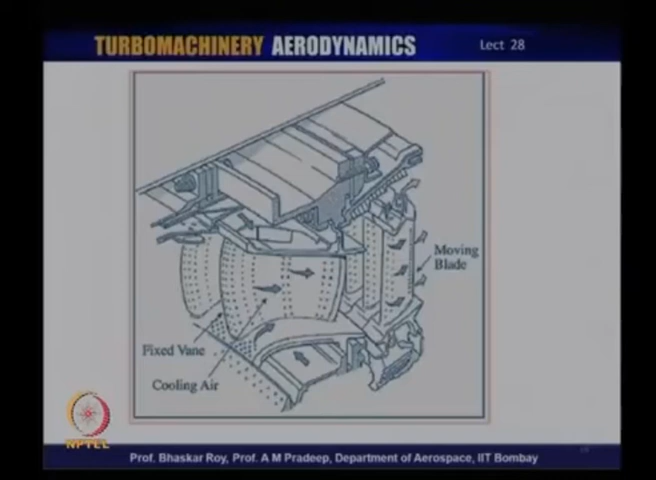 TURBOMACHINERY AERODYNAMICS
Lect 28
Moving
Blade
Fixed Vane
Cooling Air
NPTEL
Prof. Bhaskar Roy, Prof. A M Pradeep, Department of Aerospace, IIT Bombay